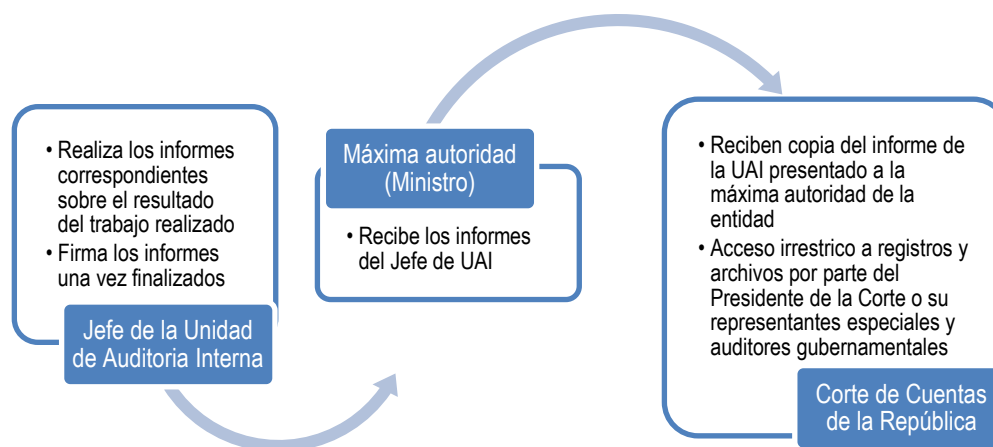 • Realiza los informes
correspondientes
sobre el resultado
del trabajo realizado
• Firma los informes
una vez finalizados
Jefe de la Unidad
de Auditoria Interna
Máxima autoridad
(Ministro)
• Recibe los informes
del Jefe de UAI
• Reciben copia del informe de
la UAI presentado a la
máxima autoridad de la
entidad
• Acceso irrestrico a registros y
archivos por parte del
Presidente de la Corte o su
representantes especiales y
auditores gubernamentales
Corte de Cuentas
de la República